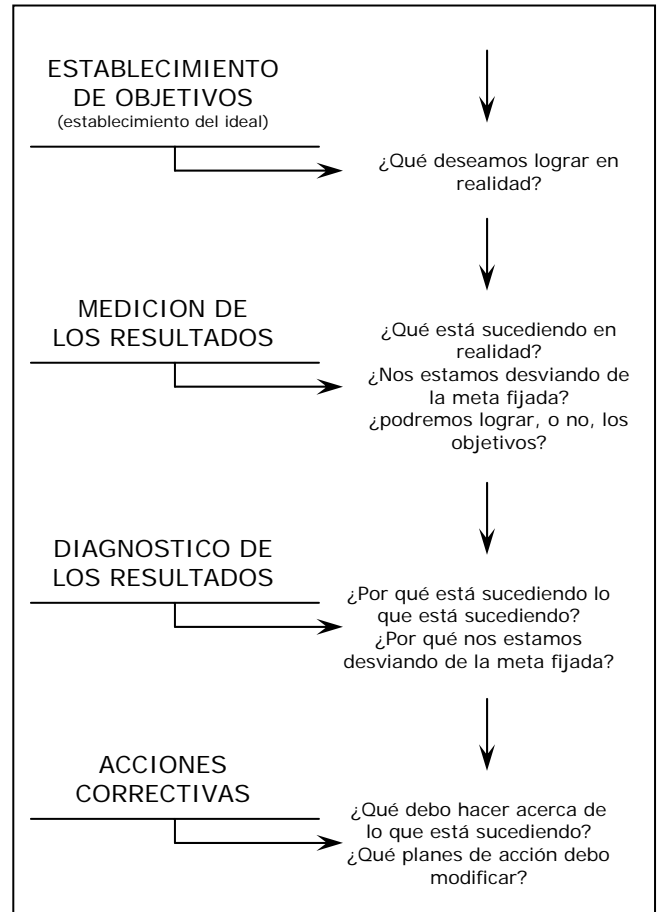 ESTABLECIMIENTO
DE OBJETIVOS
(establecimiento del ideal)
¿Qué deseamos lograr en
realidad?
MEDICION DE
LOS RESULTADOS
¿Qué está sucediendo en
realidad?
¿Nos estamos desviando de
la meta fijada?
¿podremos lograr, o no, los
objetivos?
DIAGNOSTICO DE
LOS RESULTADOS
¿Por qué está sucediendo lo
que está sucediendo?
¿Por qué nos estamos
desviando de la meta fijada?
ACCIONES
CORRECTIVAS
¿Qué debo hacer acerca de
lo que está sucediendo?
¿Qué planes de acción debo
modificar?